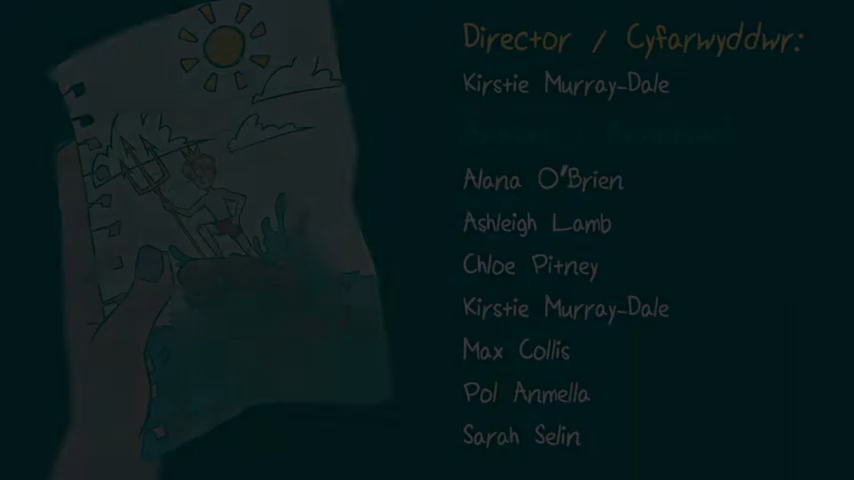 Director / Cyfarwyddwr:
Kirstie Murray-Dale
Alana O'Brien
Ashleigh Lamb
Chloe Pitney
Kirstie Murray-Dale
Max Collis
Pol Anmella
Sarah Selin